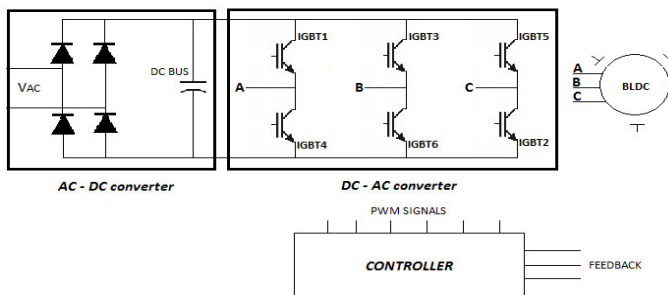 IGBT1
IGBT3
IGBT5
DC BUS
VAC
A
B
C
A
B
C
BLDC
IGBT4
IGBT6
IGBT2
AC - DC converter
DC - AC converter
PWM SIGNALS
CONTROLLER
FEEDBACK